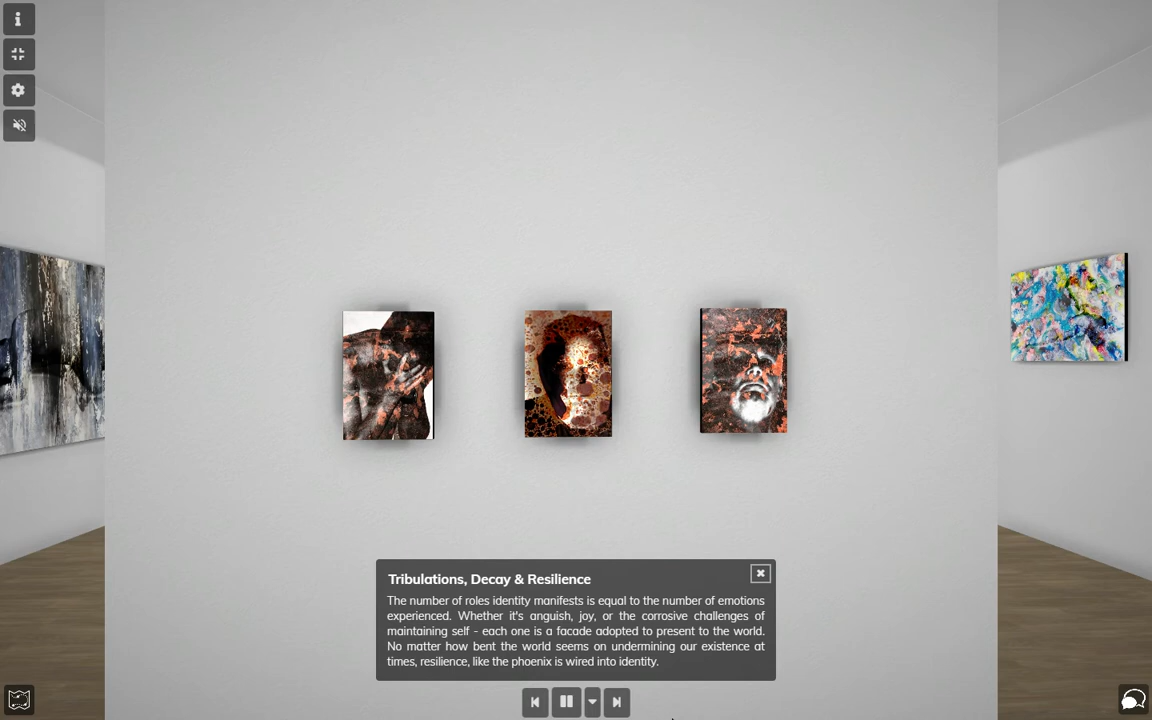 Tribulations, Decay & Resilience
The number of roles identity manifests is equal to the number of emotions
experienced. Whether it's anguish, joy, or the corrosive challenges of
maintaining self - each one is a facade adopted to present to the world.
No matter how bent the world seems on undermining our existence at
times, resilience, like the phoenix is wired into identity.